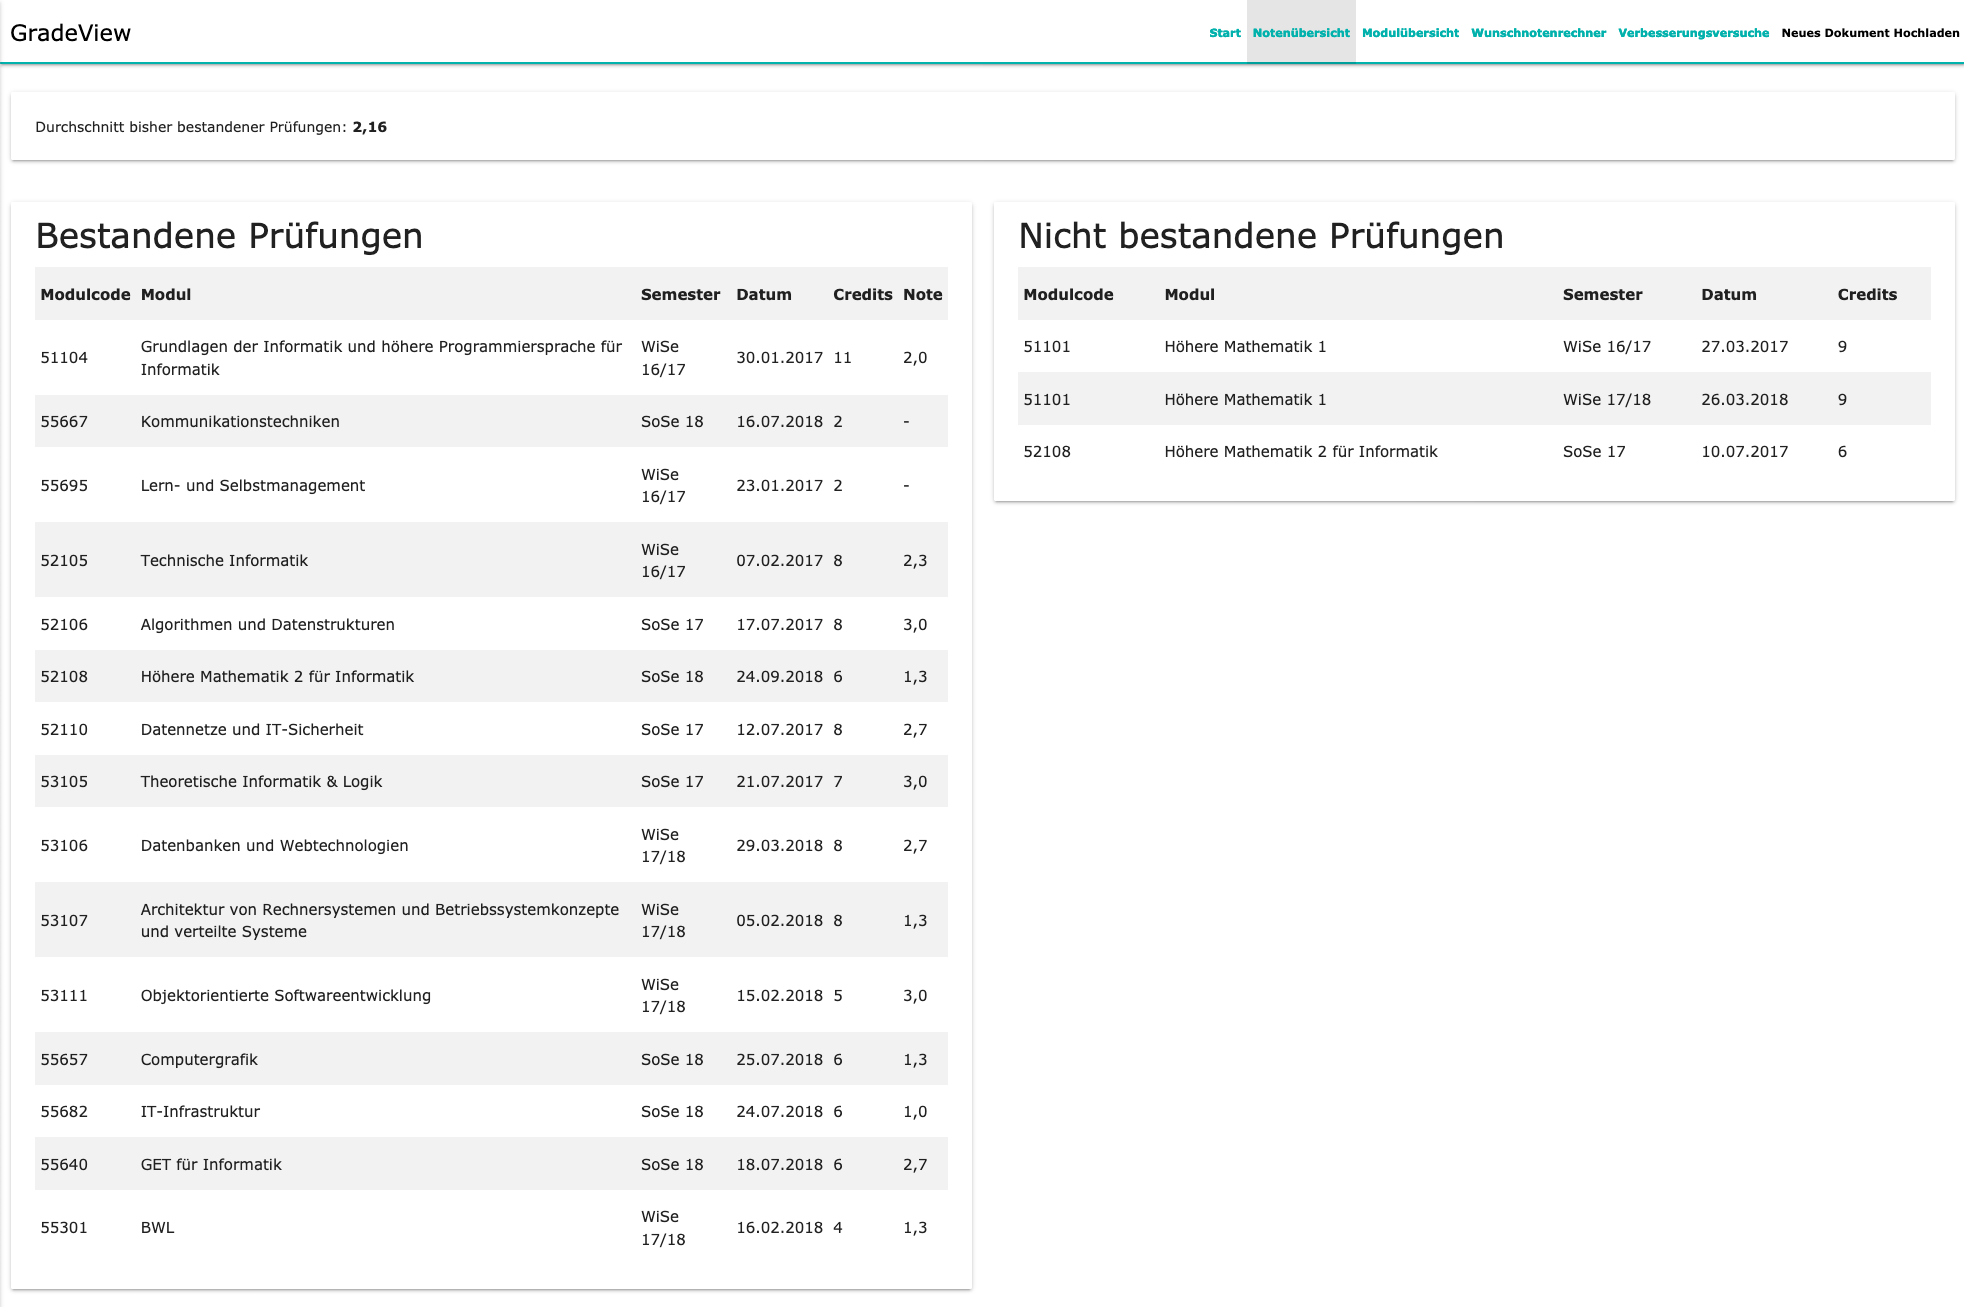 GradeView
Start Notenübersicht Modulübersicht Wunschnotenrechner Verbesserungsversuche Neues Dokument Hochladen
Durchschnitt bisher bestandener Prüfungen: 2,16
Bestandene Prüfungen
Modulcode Modul Semester Datum Credits Note
51104 Grundlagen der Informatik und höhere Programmiersprache für Informatik WiSe 16/17 30.01.2017 11 2,0
55667 Kommunikationstechniken SoSe 18 16.07.2018 2 -
55695 Lern- und Selbstmanagement WiSe 16/17 23.01.2017 2 -
52105 Technische Informatik WiSe 16/17 07.02.2017 8 2,3
52106 Algorithmen und Datenstrukturen SoSe 17 17.07.2017 8 3,0
52108 Höhere Mathematik 2 für Informatik SoSe 18 24.09.2018 6 1,3
52110 Datennetze und IT-Sicherheit SoSe 17 12.07.2017 8 2,7
53105 Theoretische Informatik & Logik SoSe 17 21.07.2017 7 3,0
53106 Datenbanken und Webtechnologien WiSe 17/18 29.03.2018 8 2,7
53107 Architektur von Rechnersystemen und Betriebssystemkonzepte und verteilte Systeme WiSe 17/18 05.02.2018 8 1,3
53111 Objektorientierte Softwareentwicklung WiSe 17/18 15.02.2018 5 3,0
55657 Computergrafik SoSe 18 25.07.2018 6 1,3
55682 IT-Infrastruktur SoSe 18 24.07.2018 6 1,0
55640 GET für Informatik SoSe 18 18.07.2018 6 2,7
55301 BWL WiSe 17/18 16.02.2018 4 1,3
Nicht bestandene Prüfungen
Modulcode Modul Semester Datum Credits
51101 Höhere Mathematik 1 WiSe 16/17 27.03.2017 9
51101 Höhere Mathematik 1 WiSe 17/18 26.03.2018 9
52108 Höhere Mathematik 2 für Informatik SoSe 17 10.07.2017 6